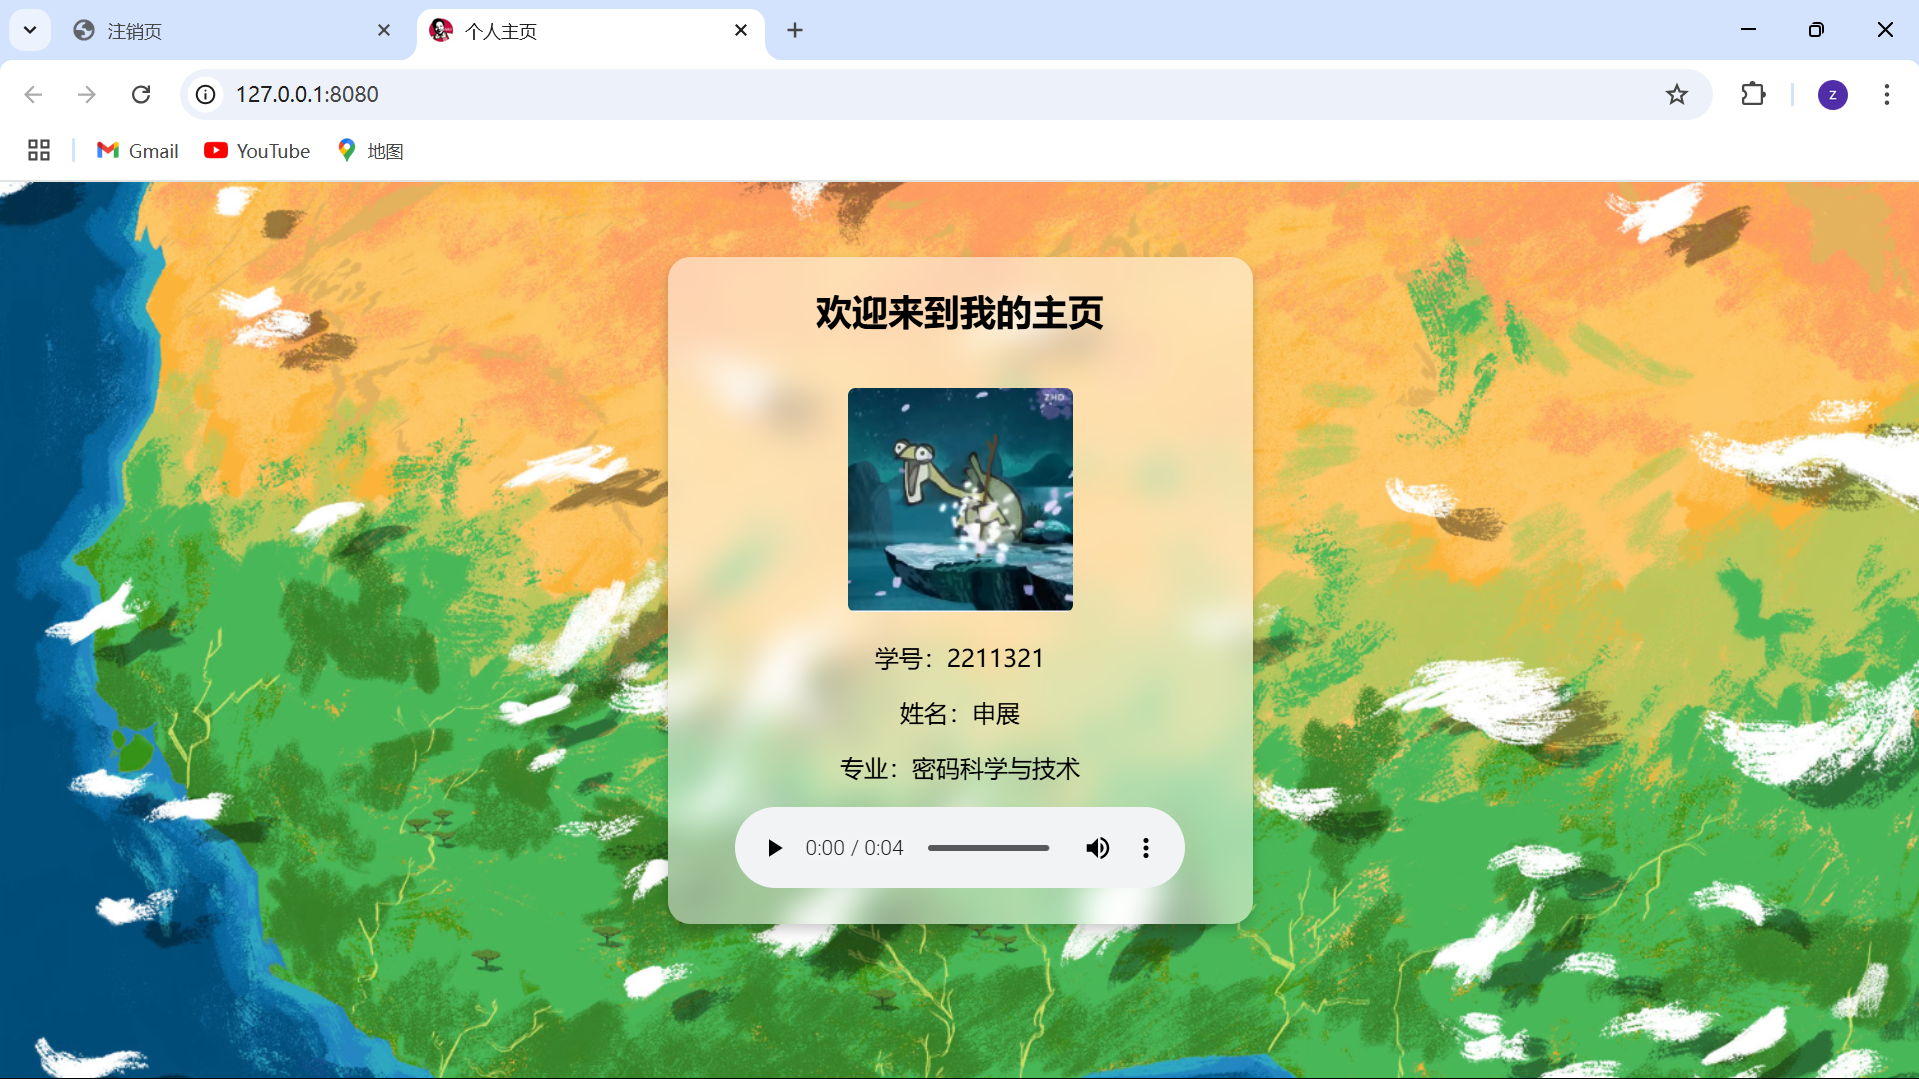 注销页
个人主页
127.0.0.1:8080
z
Gmail
YouTube
地图
欢迎来到我的主页
ZHO
学号：2211321
姓名：申展
专业：密码科学与技术
0:00 / 0:04